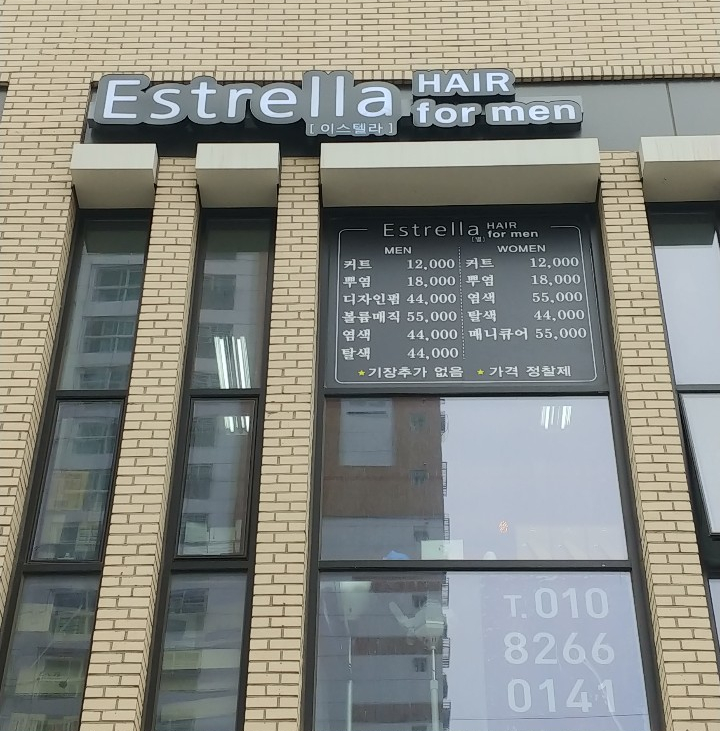 Estrella HAIR
for men
[ 이스텔라 ]
Estrella HAIR
for men
[별]
MEN
커트 12,000
뿌염 18,000
디자인펌 44,000
볼륨매직 55,000
염색 44,000
탈색 44,000
WOMEN
커트 12,000
뿌염 18,000
염색 55,000
탈색 44,000
매니큐어 55,000
★기장추가 없음 ★ 가격 정찰제
T. 010
8266
0141